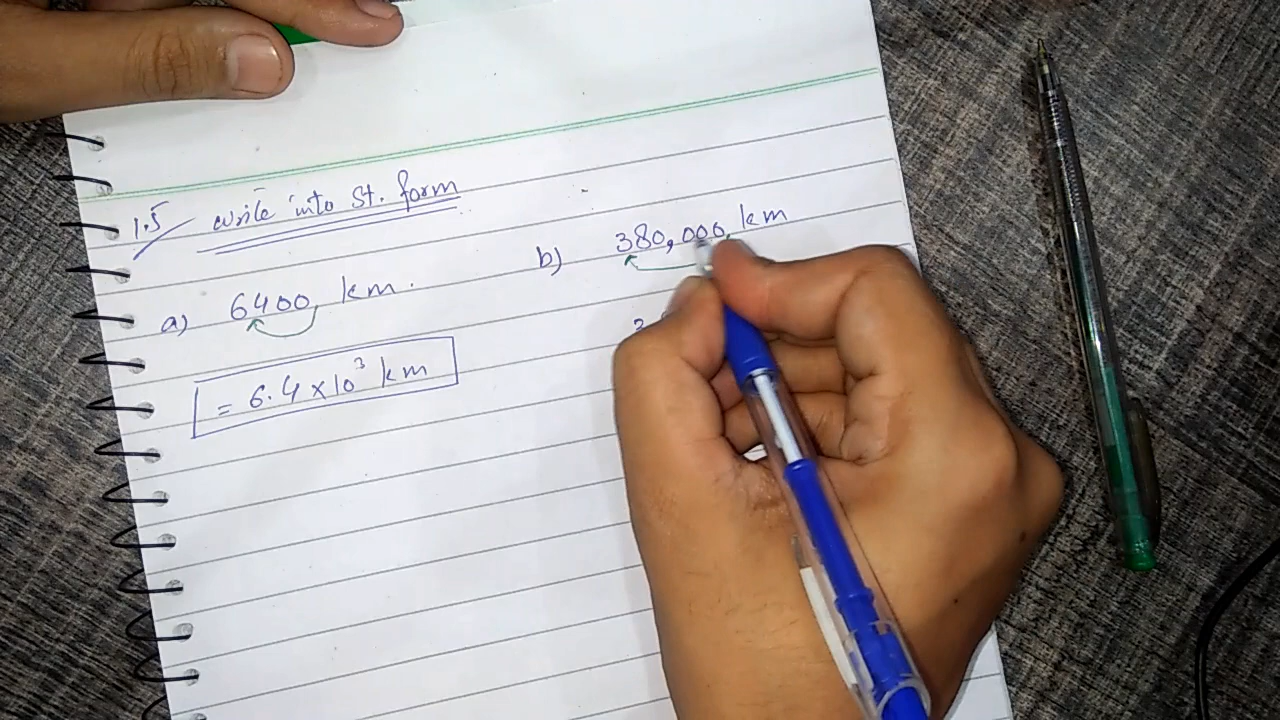 1.5 write into St. form
a) 6400 km.
= 6.4 × 10³ km
b) 380,000 km